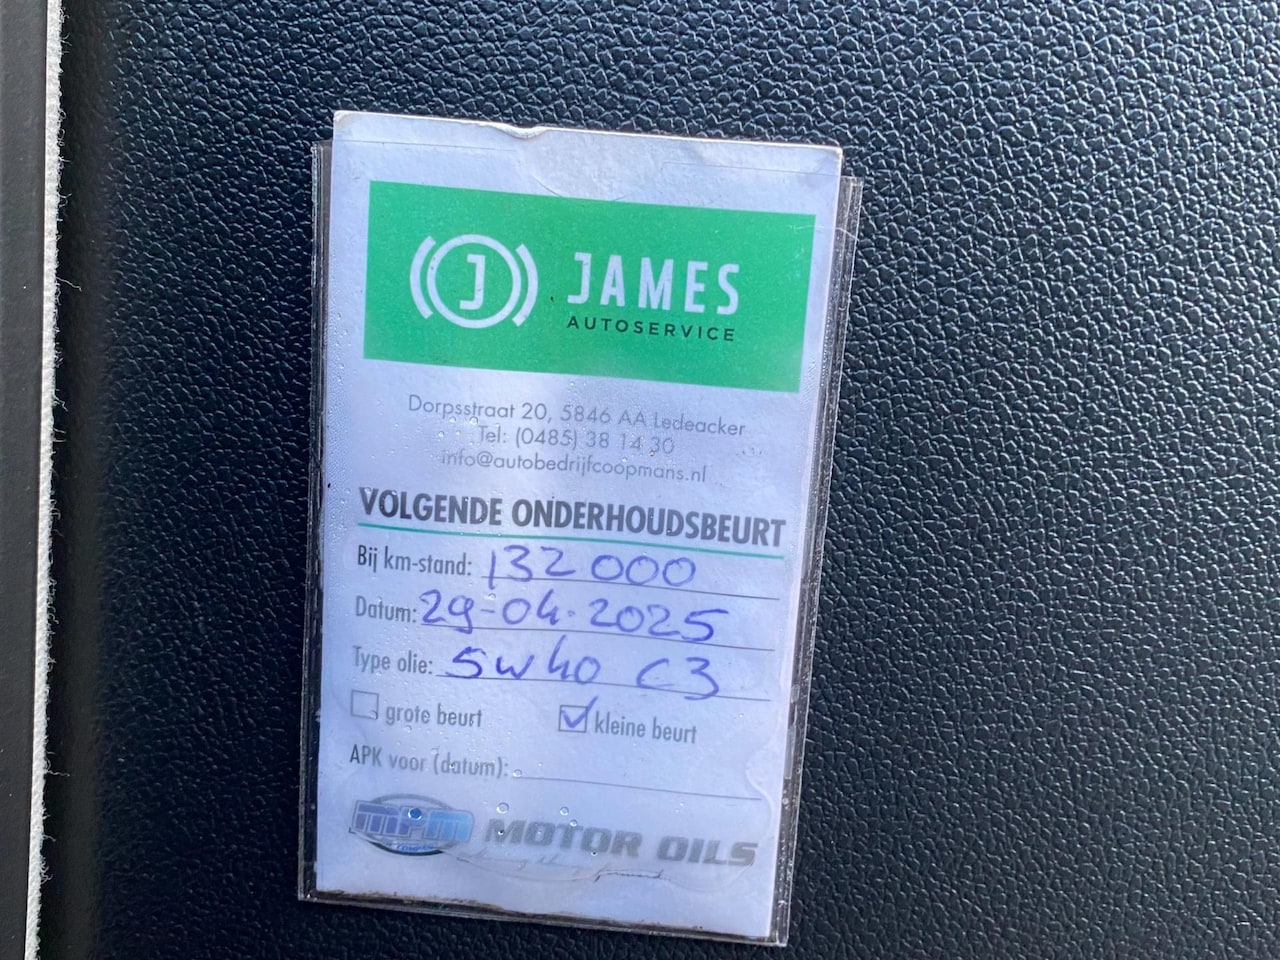 J JAMES
AUTOSERVICE
Dorpsstraat 20, 5846 AA Ledeacker
Tel: (0485) 38 14 30
info@autobedrijfcoopmans.nl
VOLGENDE ONDERHOUDSBEURT
Bij km-stand: 132000
Datum: 29-04-2025
Type olie: 5W40 C3
grote beurt kleine beurt
APK voor (datum):
MPM MOTOR OILS